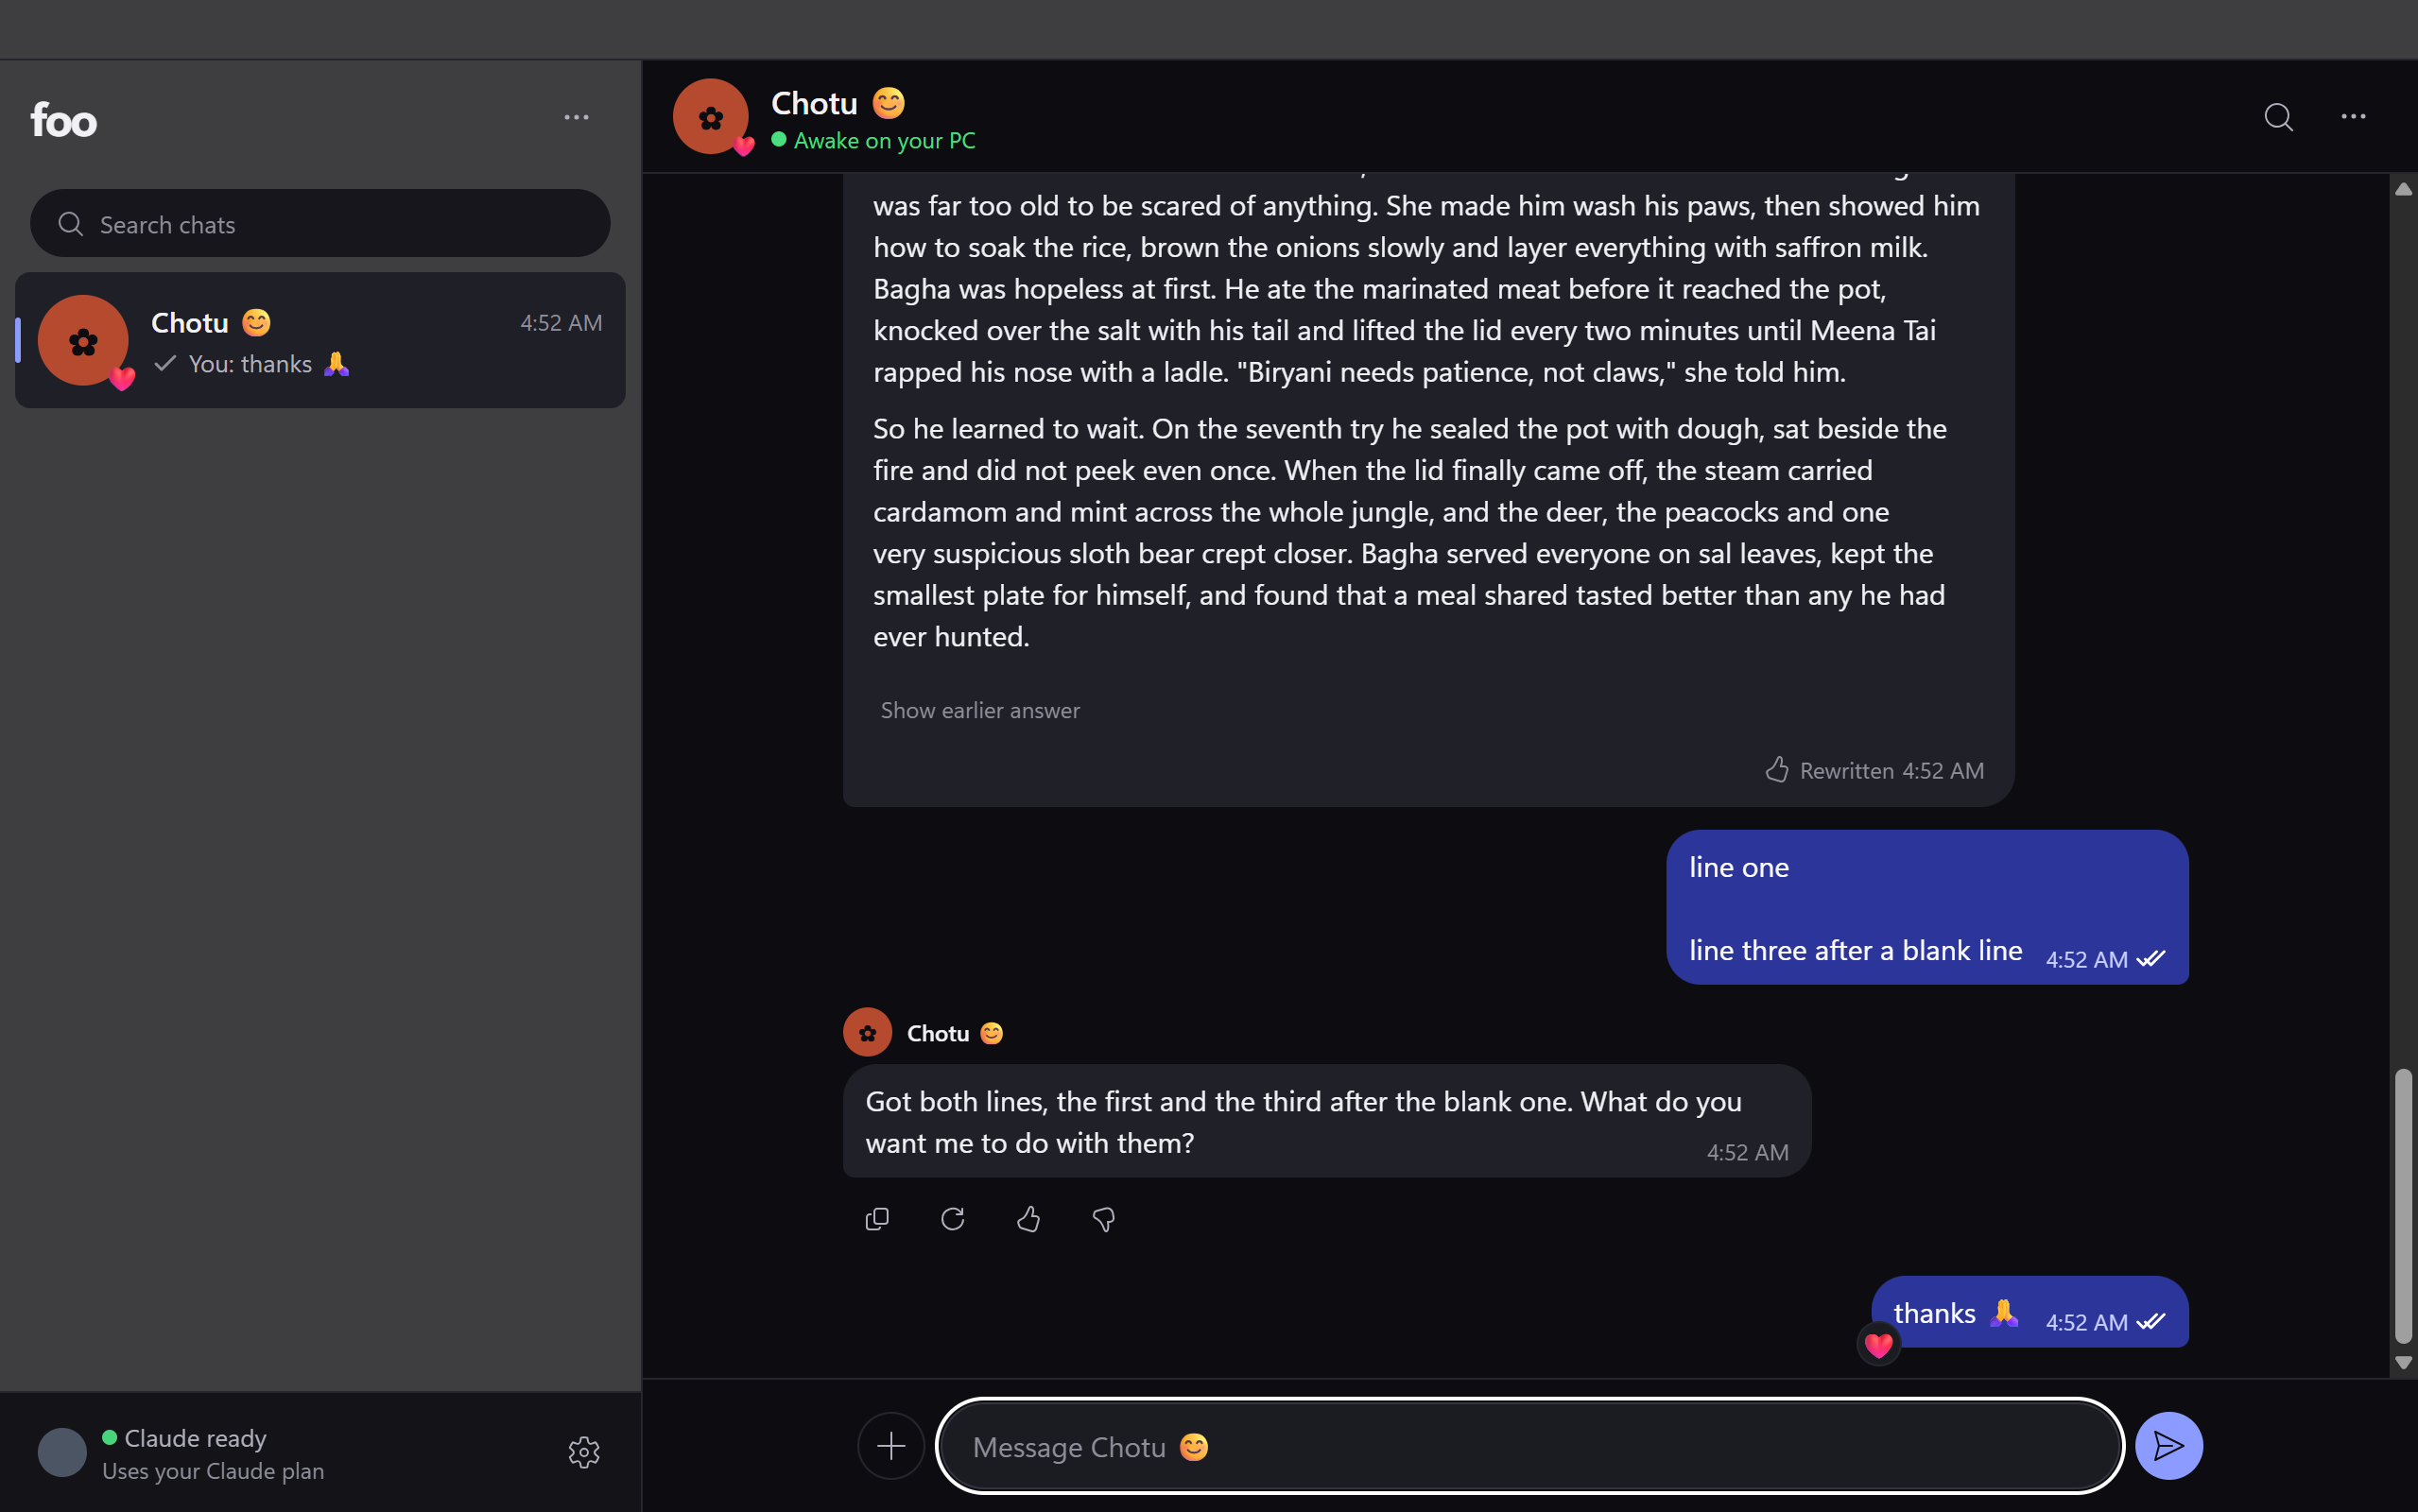 foo
Search chats
Chotu 😊
4:52 AM
You: thanks 🙏
Claude ready
Uses your Claude plan
Chotu 😊
Awake on your PC
was far too old to be scared of anything. She made him wash his paws, then showed him
how to soak the rice, brown the onions slowly and layer everything with saffron milk.
Bagha was hopeless at first. He ate the marinated meat before it reached the pot,
knocked over the salt with his tail and lifted the lid every two minutes until Meena Tai
rapped his nose with a ladle. "Biryani needs patience, not claws," she told him.
So he learned to wait. On the seventh try he sealed the pot with dough, sat beside the
fire and did not peek even once. When the lid finally came off, the steam carried
cardamom and mint across the whole jungle, and the deer, the peacocks and one
very suspicious sloth bear crept closer. Bagha served everyone on sal leaves, kept the
smallest plate for himself, and found that a meal shared tasted better than any he had
ever hunted.
Show earlier answer
Rewritten 4:52 AM
line one
line three after a blank line 4:52 AM
Chotu 😊
Got both lines, the first and the third after the blank one. What do you
want me to do with them?
4:52 AM
thanks 🙏 4:52 AM
Message Chotu 😊